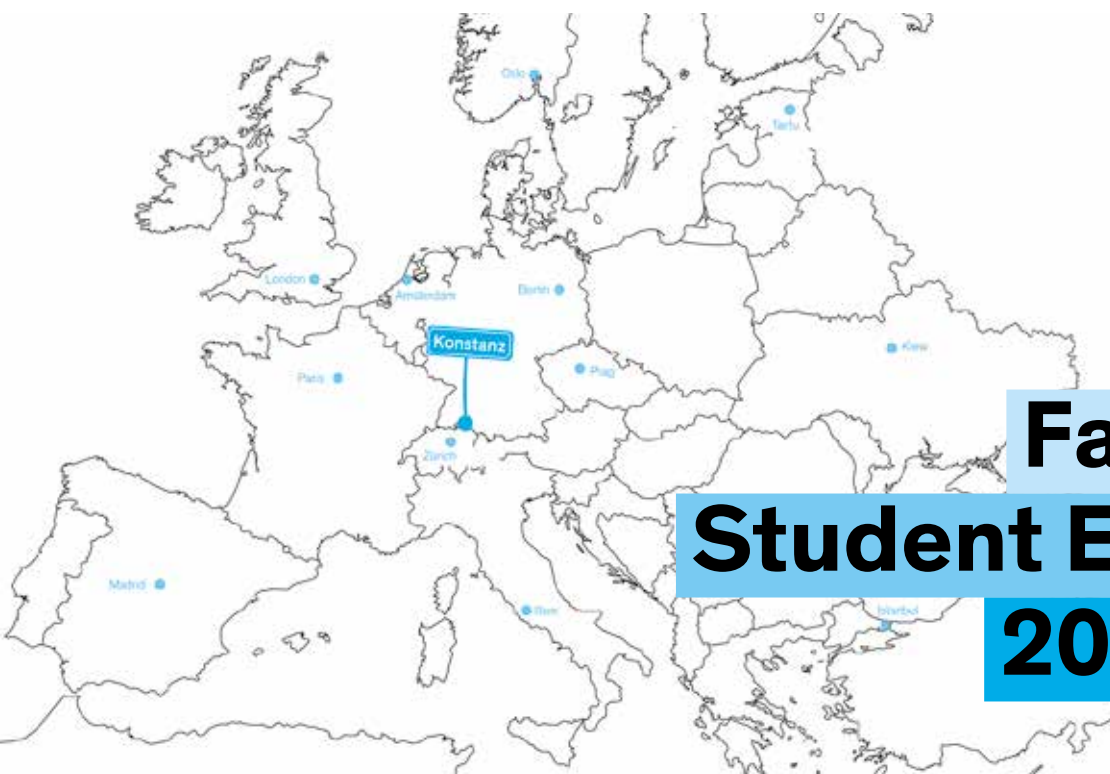 Oslo
Tartu
London
Amsterdam
Berlin
Konstanz
Kiew
Prag
Paris
Zürich
Fa
Student E
20
Madrid
Rom
Istanbul